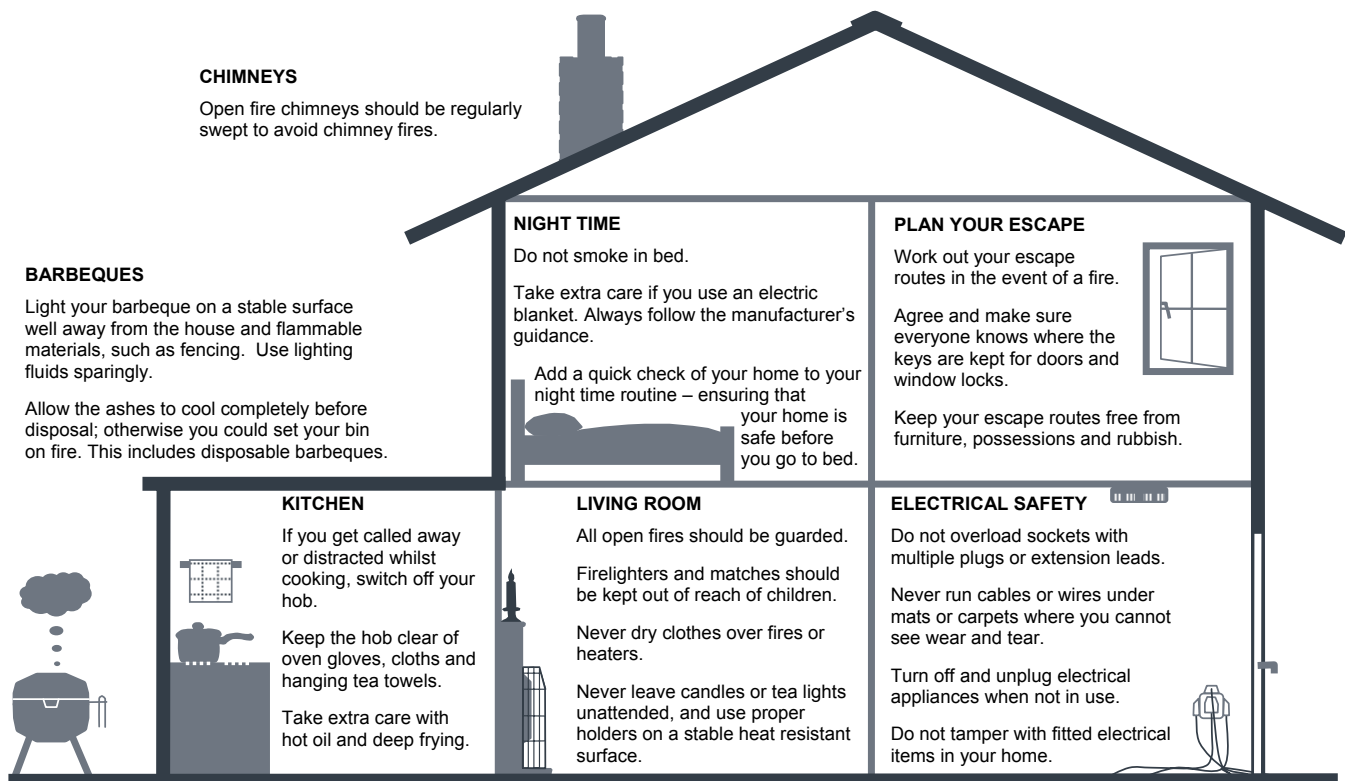 CHIMNEYS
Open fire chimneys should be regularly
swept to avoid chimney fires.
BARBEQUES
Light your barbeque on a stable surface
well away from the house and flammable
materials, such as fencing.  Use lighting
fluids sparingly.
Allow the ashes to cool completely before
disposal; otherwise you could set your bin
on fire. This includes disposable barbeques.
NIGHT TIME
Do not smoke in bed.
Take extra care if you use an electric
blanket. Always follow the manufacturer's
guidance.
Add a quick check of your home to your
night time routine – ensuring that
your home is
safe before
you go to bed.
PLAN YOUR ESCAPE
Work out your escape
routes in the event of a fire.
Agree and make sure
everyone knows where the
keys are kept for doors and
window locks.
Keep your escape routes free from
furniture, possessions and rubbish.
KITCHEN
If you get called away
or distracted whilst
cooking, switch off your
hob.
Keep the hob clear of
oven gloves, cloths and
hanging tea towels.
Take extra care with
hot oil and deep frying.
LIVING ROOM
All open fires should be guarded.
Firelighters and matches should
be kept out of reach of children.
Never dry clothes over fires or
heaters.
Never leave candles or tea lights
unattended, and use proper
holders on a stable heat resistant
surface.
ELECTRICAL SAFETY
Do not overload sockets with
multiple plugs or extension leads.
Never run cables or wires under
mats or carpets where you cannot
see wear and tear.
Turn off and unplug electrical
appliances when not in use.
Do not tamper with fitted electrical
items in your home.